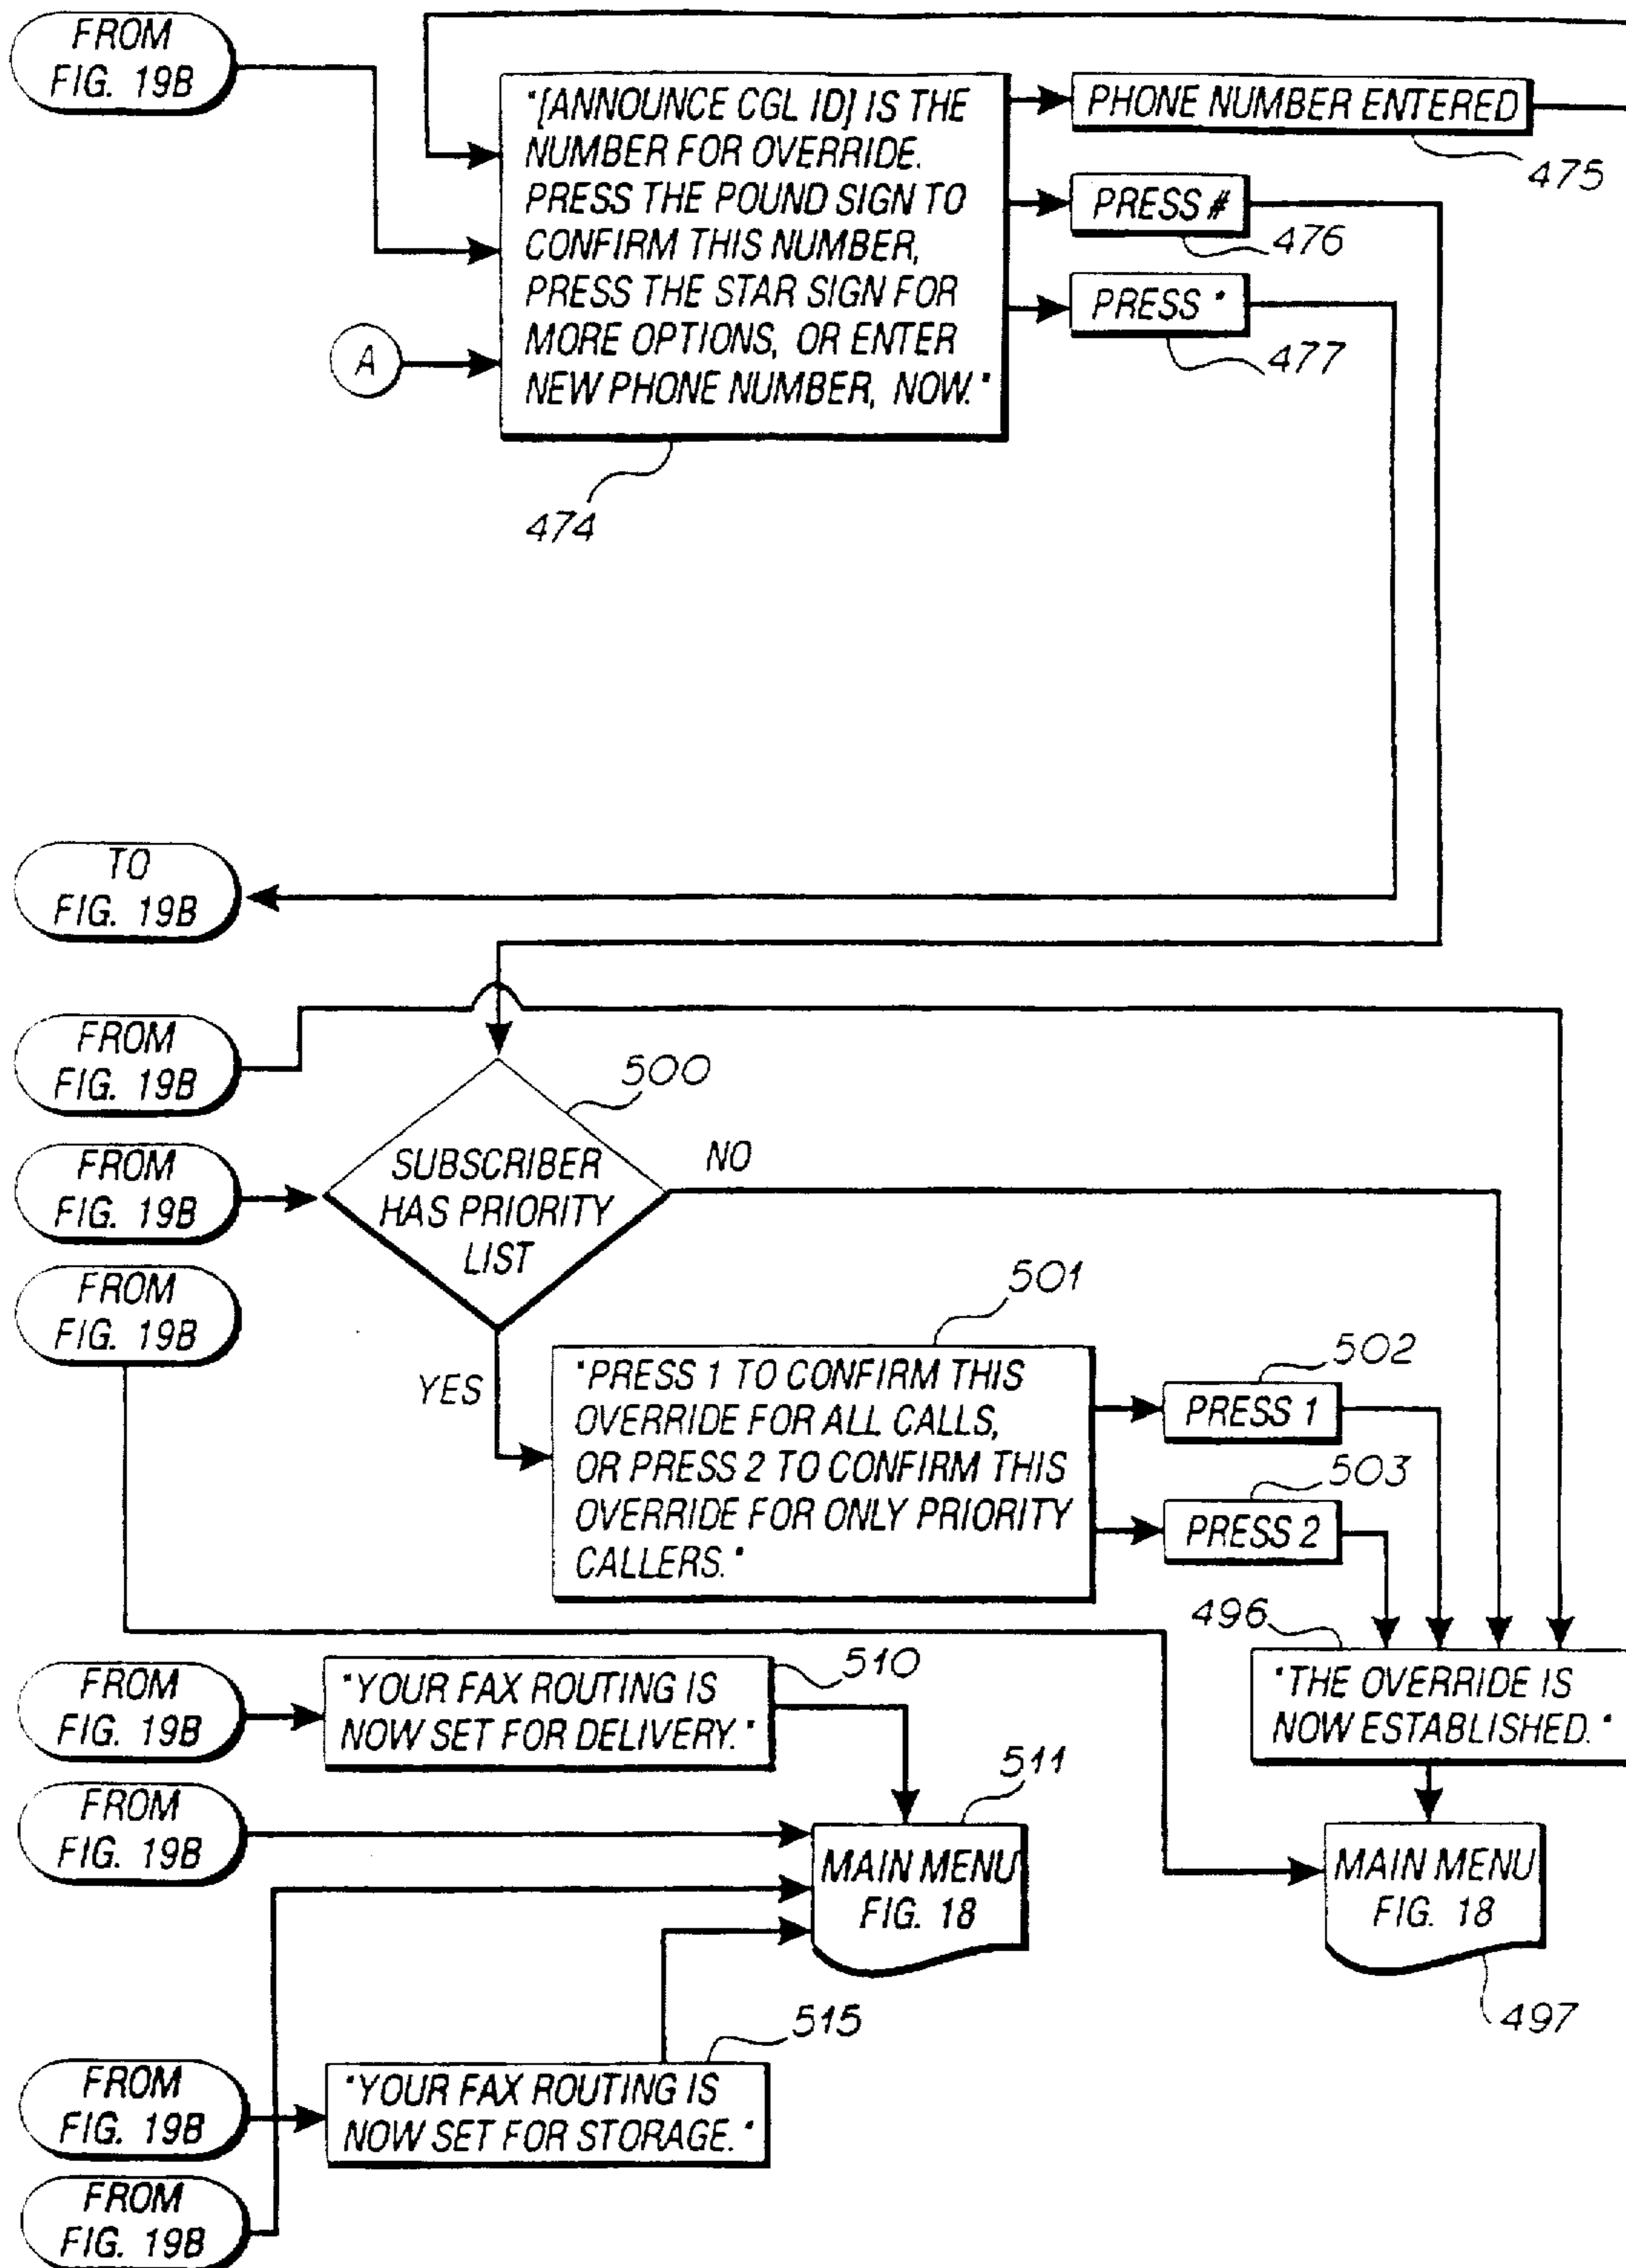 FROM
FIG. 19B
"[ANNOUNCE CGL ID] IS THE
NUMBER FOR OVERRIDE.
PRESS THE POUND SIGN TO
CONFIRM THIS NUMBER,
PRESS THE STAR SIGN FOR
MORE OPTIONS, OR ENTER
NEW PHONE NUMBER, NOW."
474
PHONE NUMBER ENTERED
475
PRESS #
476
PRESS *
477
A
TO
FIG. 19B
FROM
FIG. 19B
FROM
FIG. 19B
FROM
FIG. 19B
500
SUBSCRIBER
HAS PRIORITY
LIST
NO
YES
501
"PRESS 1 TO CONFIRM THIS
OVERRIDE FOR ALL CALLS,
OR PRESS 2 TO CONFIRM THIS
OVERRIDE FOR ONLY PRIORITY
CALLERS."
502
PRESS 1
503
PRESS 2
496
"THE OVERRIDE IS
NOW ESTABLISHED."
FROM
FIG. 19B
510
"YOUR FAX ROUTING IS
NOW SET FOR DELIVERY."
FROM
FIG. 19B
511
MAIN MENU
FIG. 18
MAIN MENU
FIG. 18
497
FROM
FIG. 19B
515
"YOUR FAX ROUTING IS
NOW SET FOR STORAGE."
FROM
FIG. 19B